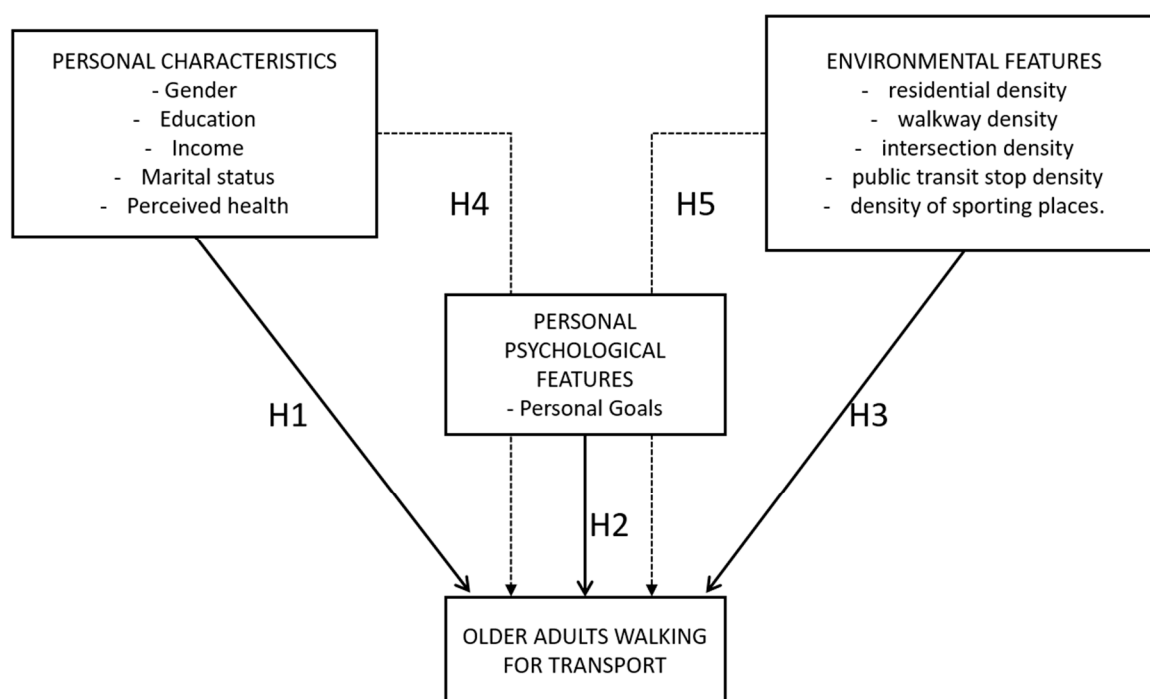 PERSONAL CHARACTERISTICS
- Gender
- Education
- Income
- Marital status
- Perceived health
ENVIRONMENTAL FEATURES
- residential density
- walkway density
- intersection density
- public transit stop density
- density of sporting places.
H4
H5
PERSONAL
PSYCHOLOGICAL
FEATURES
- Personal Goals
H1
H3
H2
OLDER ADULTS WALKING
FOR TRANSPORT